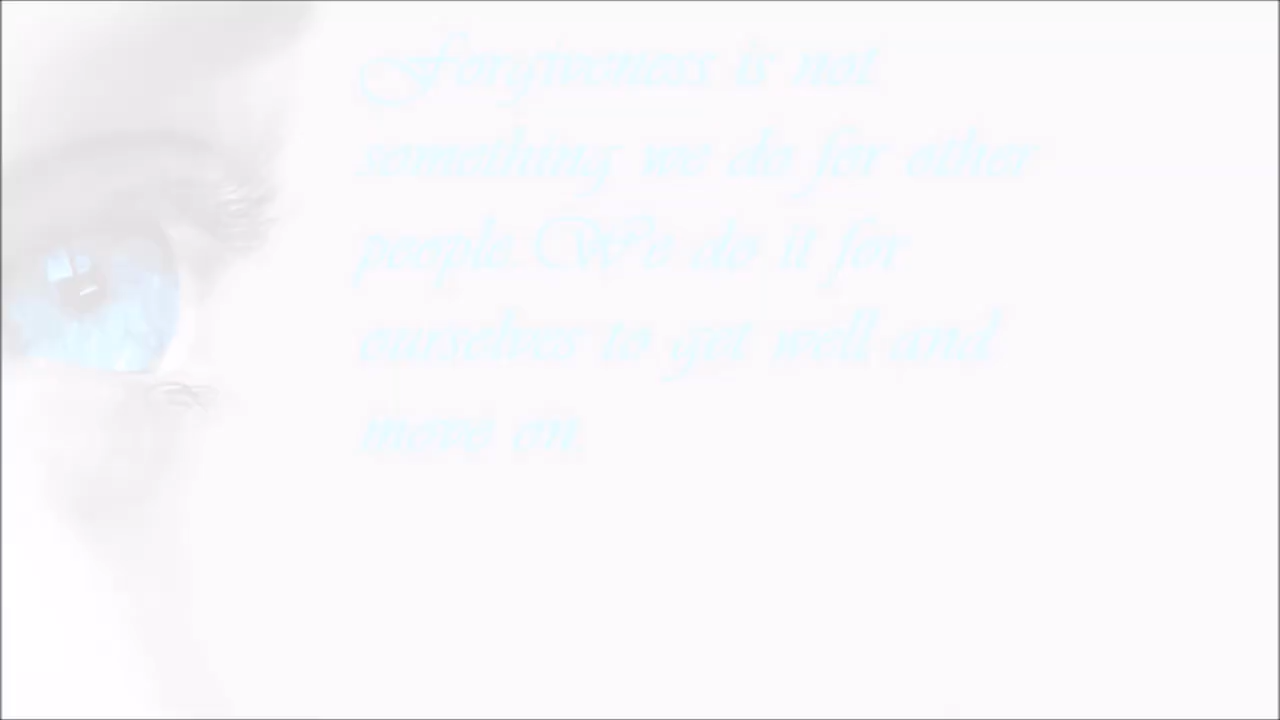 Forgiveness is not
something we do for other
people. We do it for
ourselves to get well and
move on.